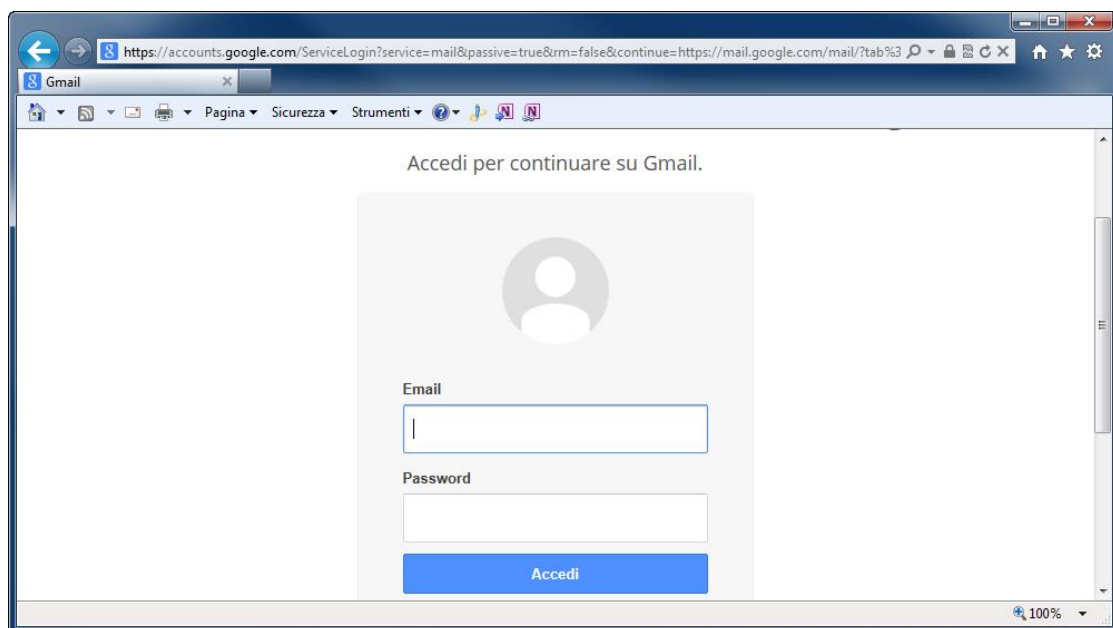 https://accounts.google.com/ServiceLogin?service=mail&passive=true&rm=false&continue=https://mail.google.com/mail/?tab%3
Gmail
Pagina Sicurezza Strumenti
Accedi per continuare su Gmail.
Email
Password
Accedi
100%